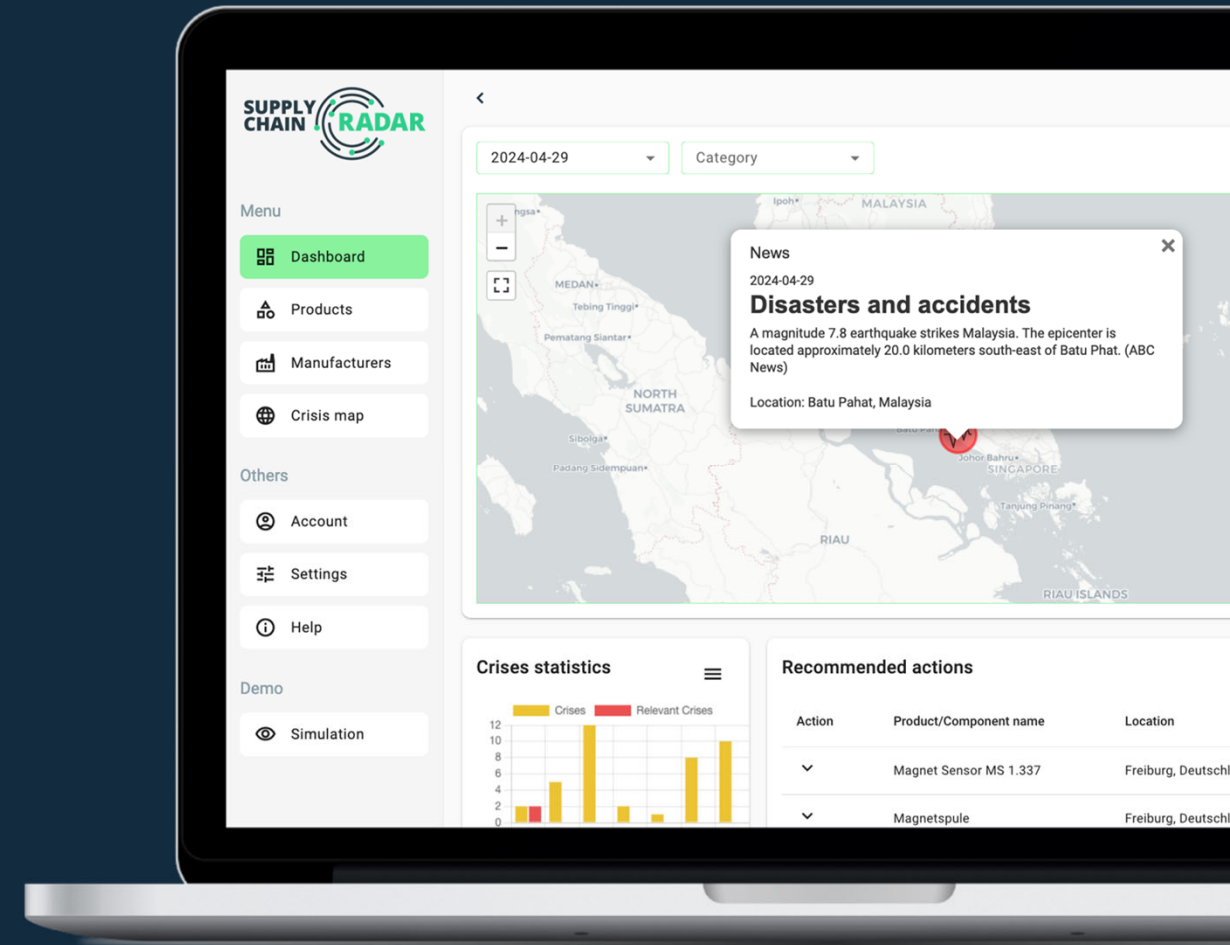 SUPPLY
CHAIN
RADAR
Menu
Dashboard
Products
Manufacturers
Crisis map
Others
Account
Settings
Help
Demo
Simulation
2024-04-29
Category
ngsa
Ipoh
MALAYSIA
MEDAN
Tebing Tinggi
Pematang Siantar
NORTH
SUMATRA
Sibolga
Padang Sidempuan
News
2024-04-29
Disasters and accidents
A magnitude 7.8 earthquake strikes Malaysia. The epicenter is
located approximately 20.0 kilometers south-east of Batu Phat. (ABC
News)
Location: Batu Pahat, Malaysia
Johor Bahru
SINGAPORE
Tanjung Pinang
RIAU
RIAU ISLANDS
Crises statistics
Crises
Relevant Crises
12
10
8
6
4
2
0
Recommended actions
Action Product/Component name Location
Magnet Sensor MS 1.337 Freiburg, Deutschl
Magnetspule Freiburg, Deutschl